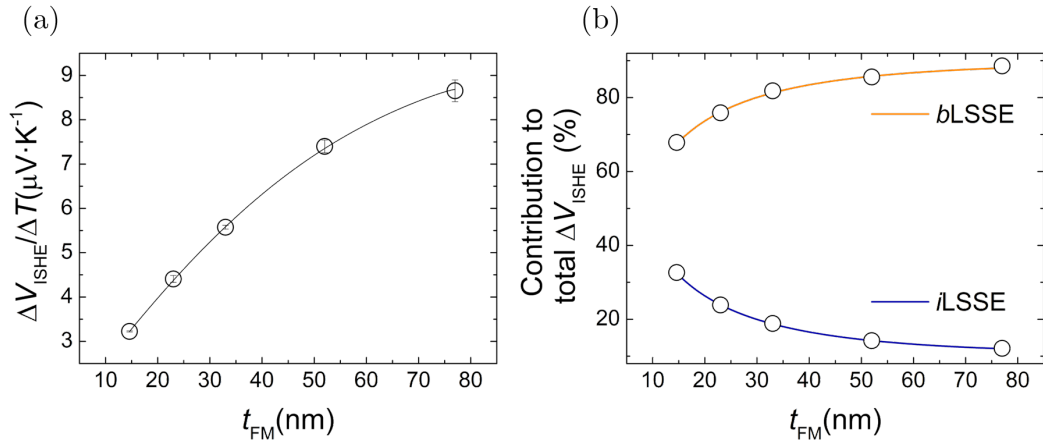 (a)
9
8
7
6
5
4
3
10 20 30 40 50 60 70 80
ΔV_ISHE/ΔT(μV·K⁻¹)
t_FM(nm)
(b)
80
60
40
20
10 20 30 40 50 60 70 80
Contribution to
total ΔV_ISHE (%)
bLSSE
iLSSE
t_FM(nm)